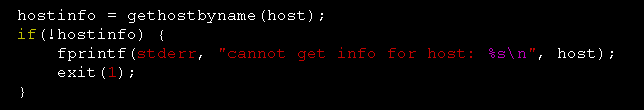 hostinfo = gethostbyname(host);
if(!hostinfo) {
    fprintf(stderr, "cannot get info for host: %s\n", host);
    exit(1);
}